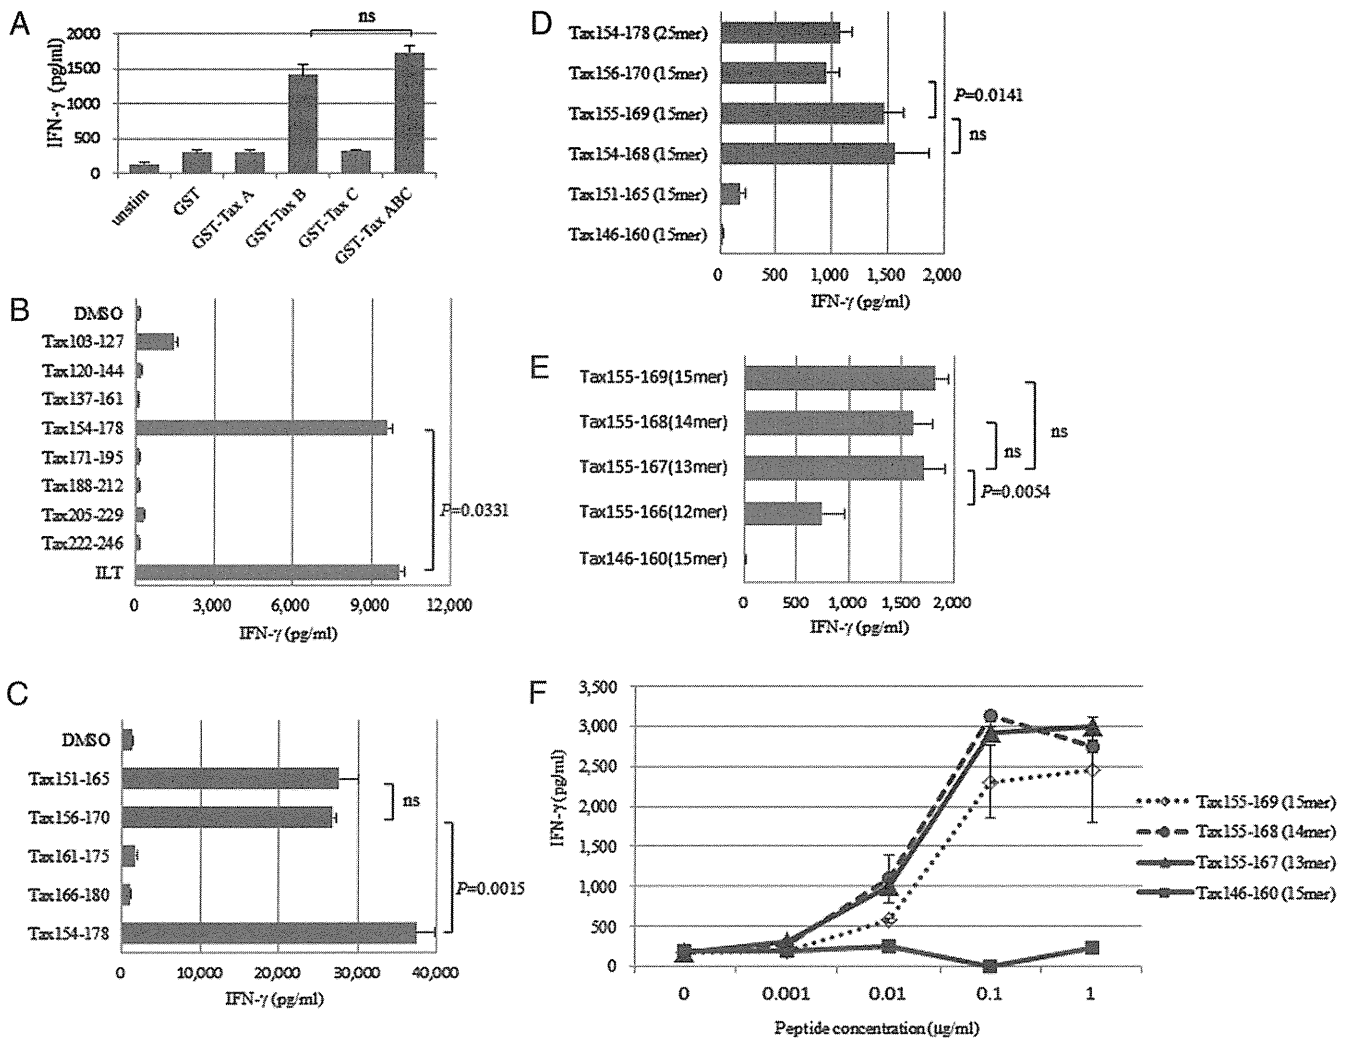 A
IFN-γ (pg/ml)
2000
1500
1000
500
0
ns
unstim
GST
GST-Tax A
GST-Tax B
GST-Tax C
GST-Tax ABC
B
DMSO
Tax103-127
Tax120-144
Tax137-161
Tax154-178
Tax171-195
Tax188-212
Tax205-229
Tax222-246
ILT
P=0.0331
0 3,000 6,000 9,000 12,000
IFN-γ (pg/ml)
C
DMSO
Tax151-165
Tax156-170
Tax161-175
Tax166-180
Tax154-178
ns
P=0.0015
0 10,000 20,000 30,000 40,000
IFN-γ (pg/ml)
D
Tax154-178 (25mer)
Tax156-170 (15mer)
Tax155-169 (15mer)
Tax154-168 (15mer)
Tax151-165 (15mer)
Tax146-160 (15mer)
P=0.0141
ns
0 500 1,000 1,500 2,000
IFN-γ (pg/ml)
E
Tax155-169(15mer)
Tax155-168(14mer)
Tax155-167(13mer)
Tax155-166(12mer)
Tax146-160(15mer)
ns
ns
P=0.0054
0 500 1,000 1,500 2,000
IFN-γ (pg/ml)
F
IFN-γ (pg/ml)
3,500
3,000
2,500
2,000
1,500
1,000
500
0
0 0.001 0.01 0.1 1
Peptide concentration (μg/ml)
Tax155-169 (15mer)
Tax155-168 (14mer)
Tax155-167 (13mer)
Tax146-160 (15mer)